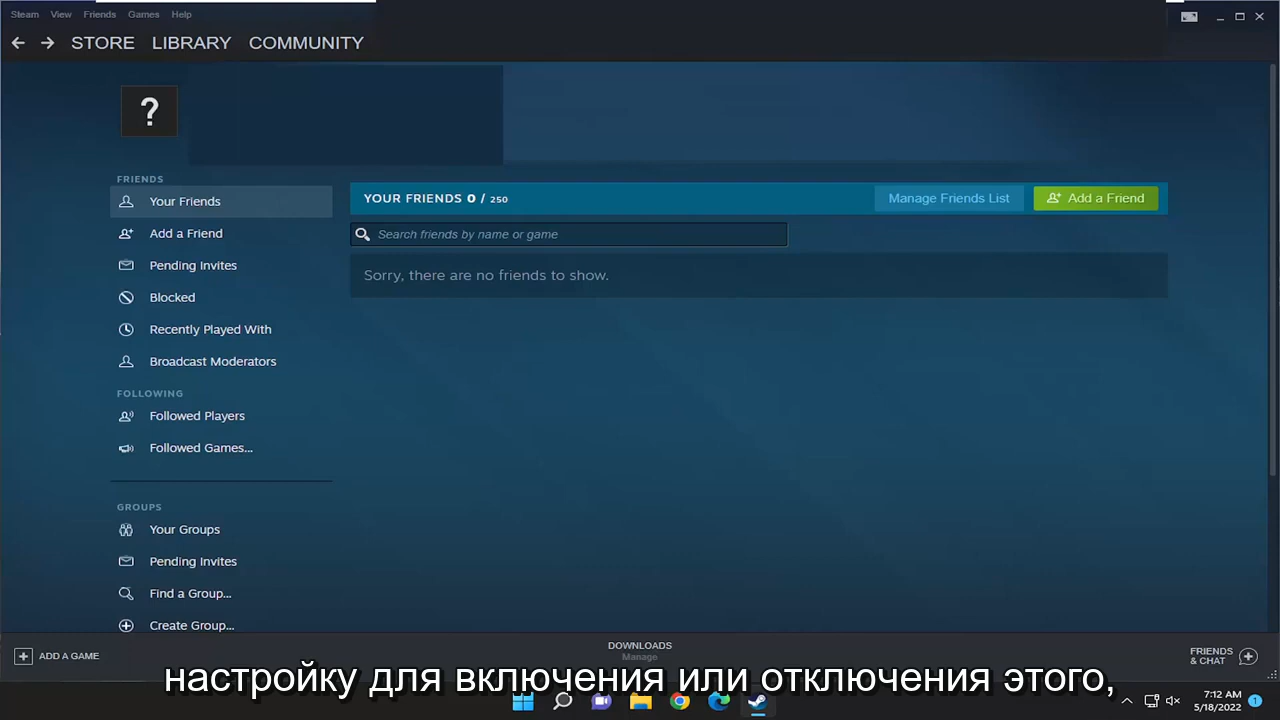 Steam View Friends Games Help
STORE LIBRARY COMMUNITY
?
FRIENDS
Your Friends
Add a Friend
Pending Invites
Blocked
Recently Played With
Broadcast Moderators
FOLLOWING
Followed Players
Followed Games...
GROUPS
Your Groups
Pending Invites
Find a Group...
Create Group...
YOUR FRIENDS 0 / 250
Manage Friends List
Add a Friend
Search friends by name or game
Sorry, there are no friends to show.
ADD A GAME
DOWNLOADS
Manage
FRIENDS
& CHAT
настройку для включения или отключения этого,
7:12 AM
5/18/2022
1